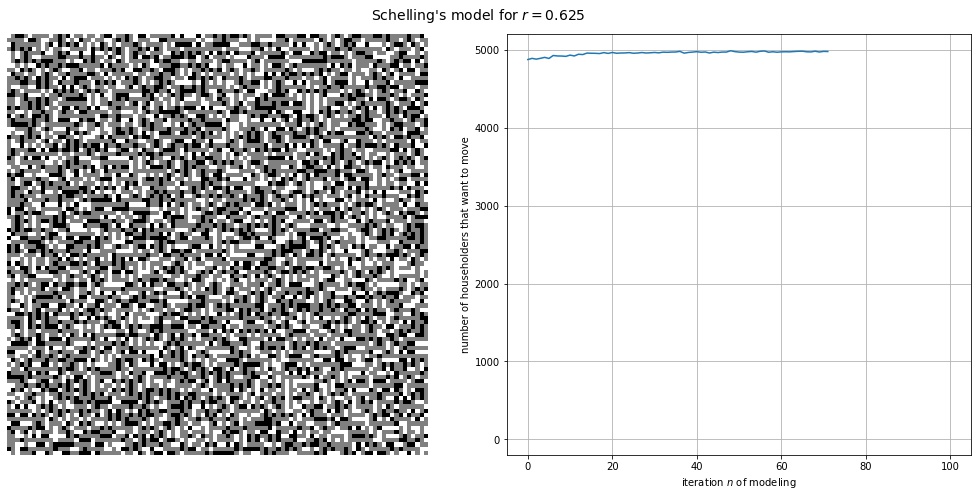 Schelling's model for r = 0.625
number of householders that want to move
5000
4000
3000
2000
1000
0
0 20 40 60 80 100
iteration n of modeling